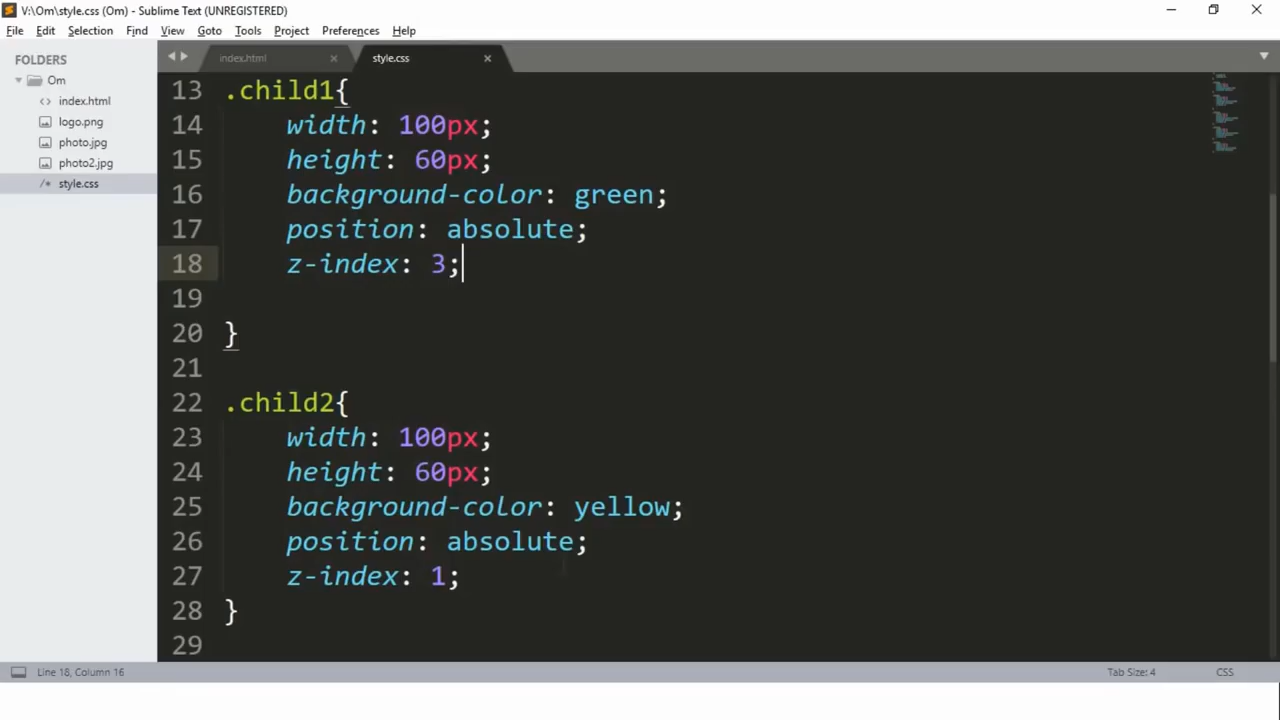 V:\Om\style.css (Om) - Sublime Text (UNREGISTERED)
File Edit Selection Find View Goto Tools Project Preferences Help
FOLDERS
Om
index.html
logo.png
photo.jpg
photo2.jpg
style.css
index.html style.css
13 .child1{
14 width: 100px;
15 height: 60px;
16 background-color: green;
17 position: absolute;
18 z-index: 3;
19
20 }
21
22 .child2{
23 width: 100px;
24 height: 60px;
25 background-color: yellow;
26 position: absolute;
27 z-index: 1;
28 }
29
Line 18, Column 16 Tab Size: 4 CSS